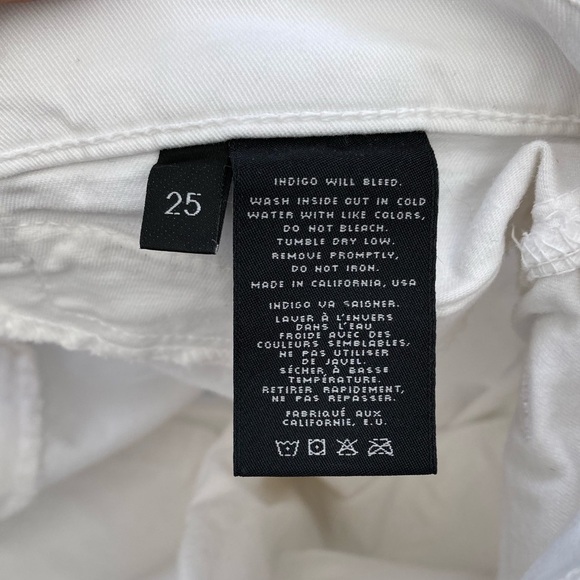 25
INDIGO WILL BLEED.
WASH INSIDE OUT IN COLD
WATER WITH LIKE COLORS,
DO NOT BLEACH.
TUMBLE DRY LOW.
REMOVE PROMPTLY,
DO NOT IRON.
MADE IN CALIFORNIA, USA
INDIGO VA SAIGNER.
LAVER À L'ENVERS
DANS L'EAU
FROIDE AVEC DES
COULEURS SEMBLABLES,
NE PAS UTILISER
DE JAVEL.
SÉCHER À BASSE
TEMPÉRATURE.
RETIRER RAPIDEMENT,
NE PAS REPASSER.
FABRIQUÉ AUX
CALIFORNIE, E.U.